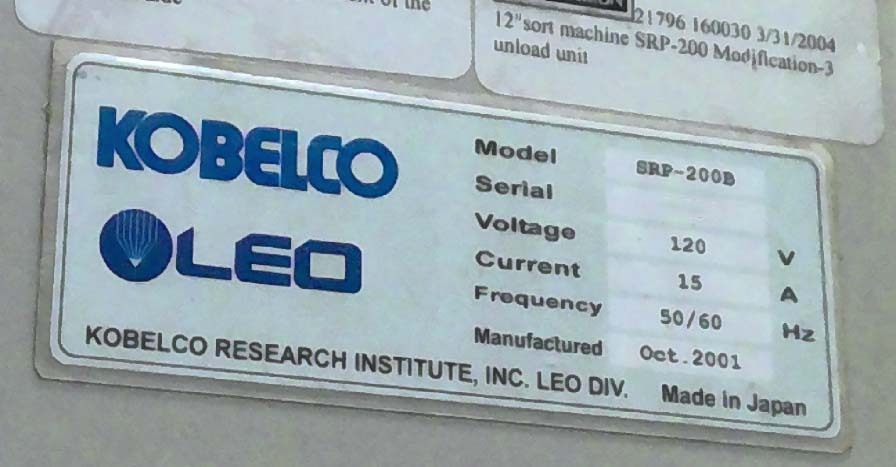 of the
21796 160030 3/31/2004
12"sort machine SRP-200 Modification-3
unload unit
KOBELCO
LEO
Model SRP-200B
Serial
Voltage 120 V
Current 15 A
Frequency 50/60 Hz
Manufactured Oct.2001
KOBELCO RESEARCH INSTITUTE, INC. LEO DIV. Made in Japan